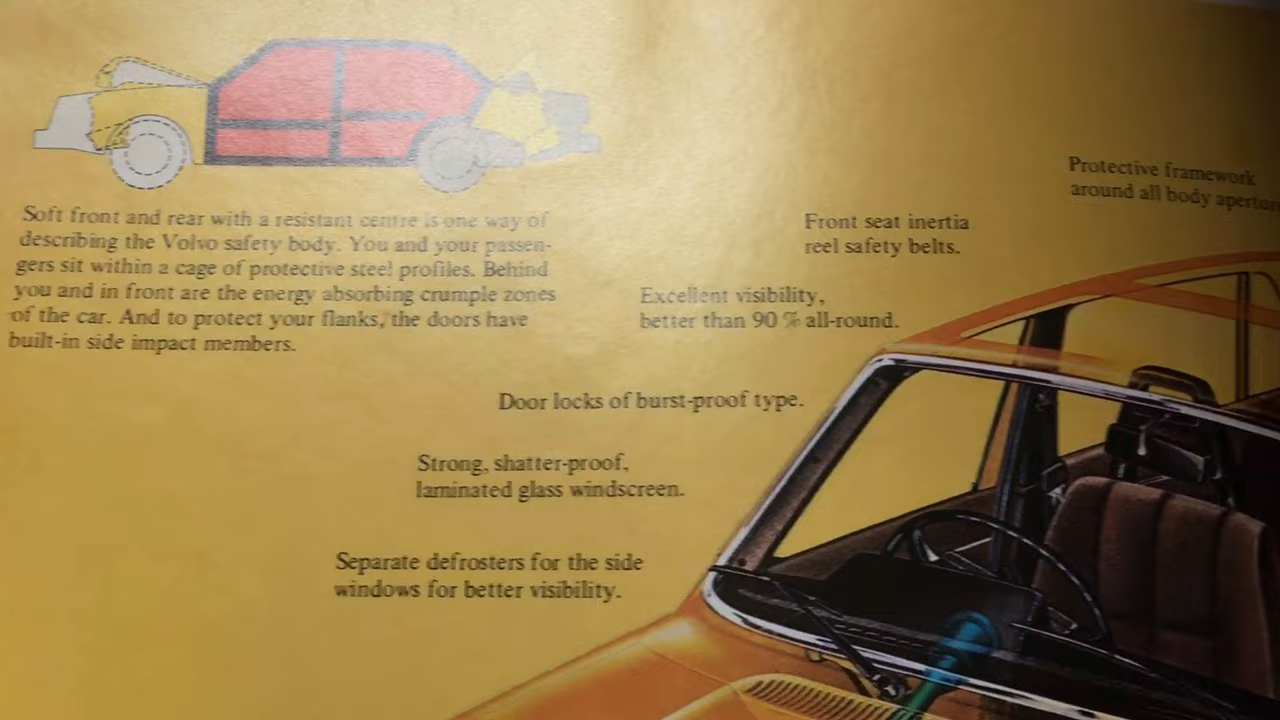 Soft front and rear with a resistant centre is one way of
describing the Volvo safety body. You and your passen-
gers sit within a cage of protective steel profiles. Behind
you and in front are the energy absorbing crumple zones
of the car. And to protect your flanks, the doors have
built-in side impact members.
Protective framework
around all body
Front seat inertia
reel safety belts.
Excellent visibility,
better than 90 % all-round.
Door locks of burst-proof type.
Strong, shatter-proof,
laminated glass windscreen.
Separate defrosters for the side
windows for better visibility.